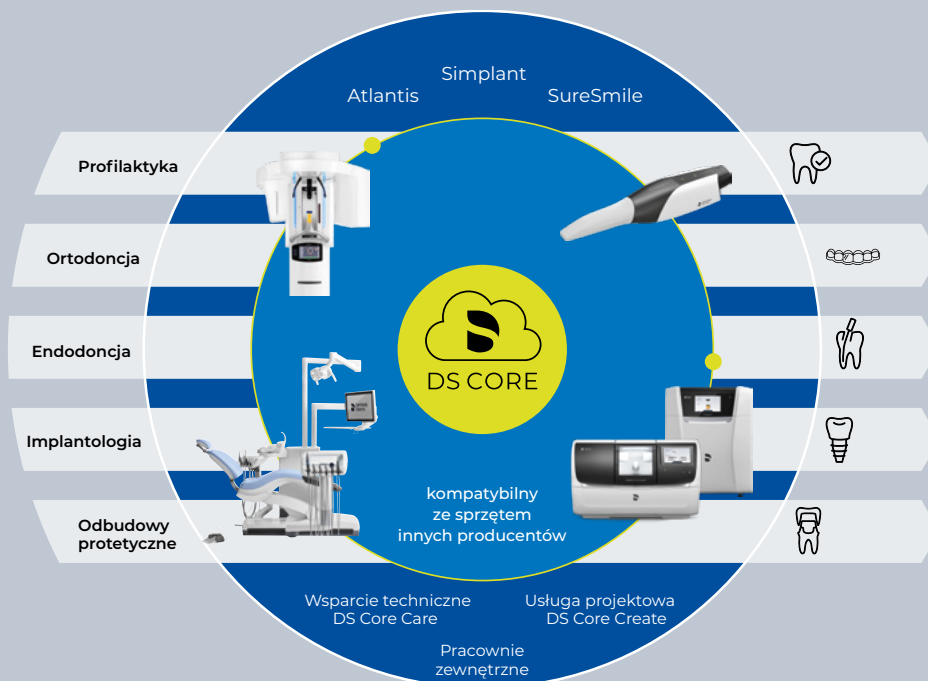 Simplant
Atlantis
SureSmile
Profilaktyka
Ortodoncja
Endodoncja
Implantologia
Odbudowy
protetyczne
DS CORE
kompatybilny
ze sprzętem
innych producentów
Wsparcie techniczne
DS Core Care
Usługa projektowa
DS Core Create
Pracownie
zewnętrzne